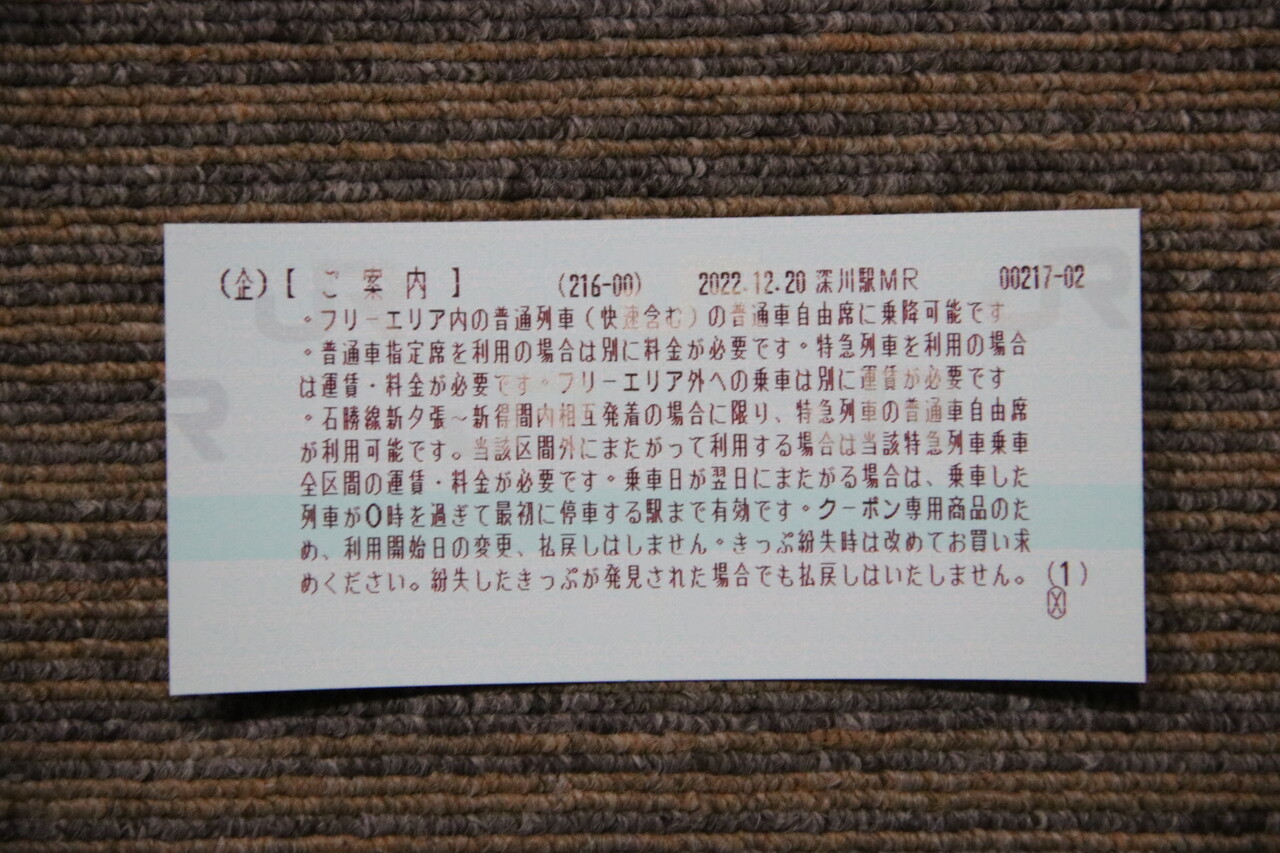 (企)【 ご 案 内 】 (216-00) 2022.12.20 深川駅MR 00217-02
・フリーエリア内の普通列車(快速含む)の普通車自由席に乗降可能です
・普通車指定席を利用の場合は別に料金が必要です・特急列車を利用の場合
は運賃・料金が必要です・フリーエリア外への乗車は別に運賃が必要です
・石勝線新夕張~新得間内相互発着の場合に限り、特急列車の普通車自由席
が利用可能です。当該区間外にまたがって利用する場合は当該特急列車乗車
全区間の運賃・料金が必要です・乗車日が翌日にまたがる場合は、乗車した
列車が0時を過ぎて最初に停車する駅まで有効です・クーポン専用商品のた
め、利用開始日の変更、払戻しはしません・きっぷ紛失時は改めてお買い求
めください。紛失したきっぷが発見された場合でも払戻しはいたしません。 (1)